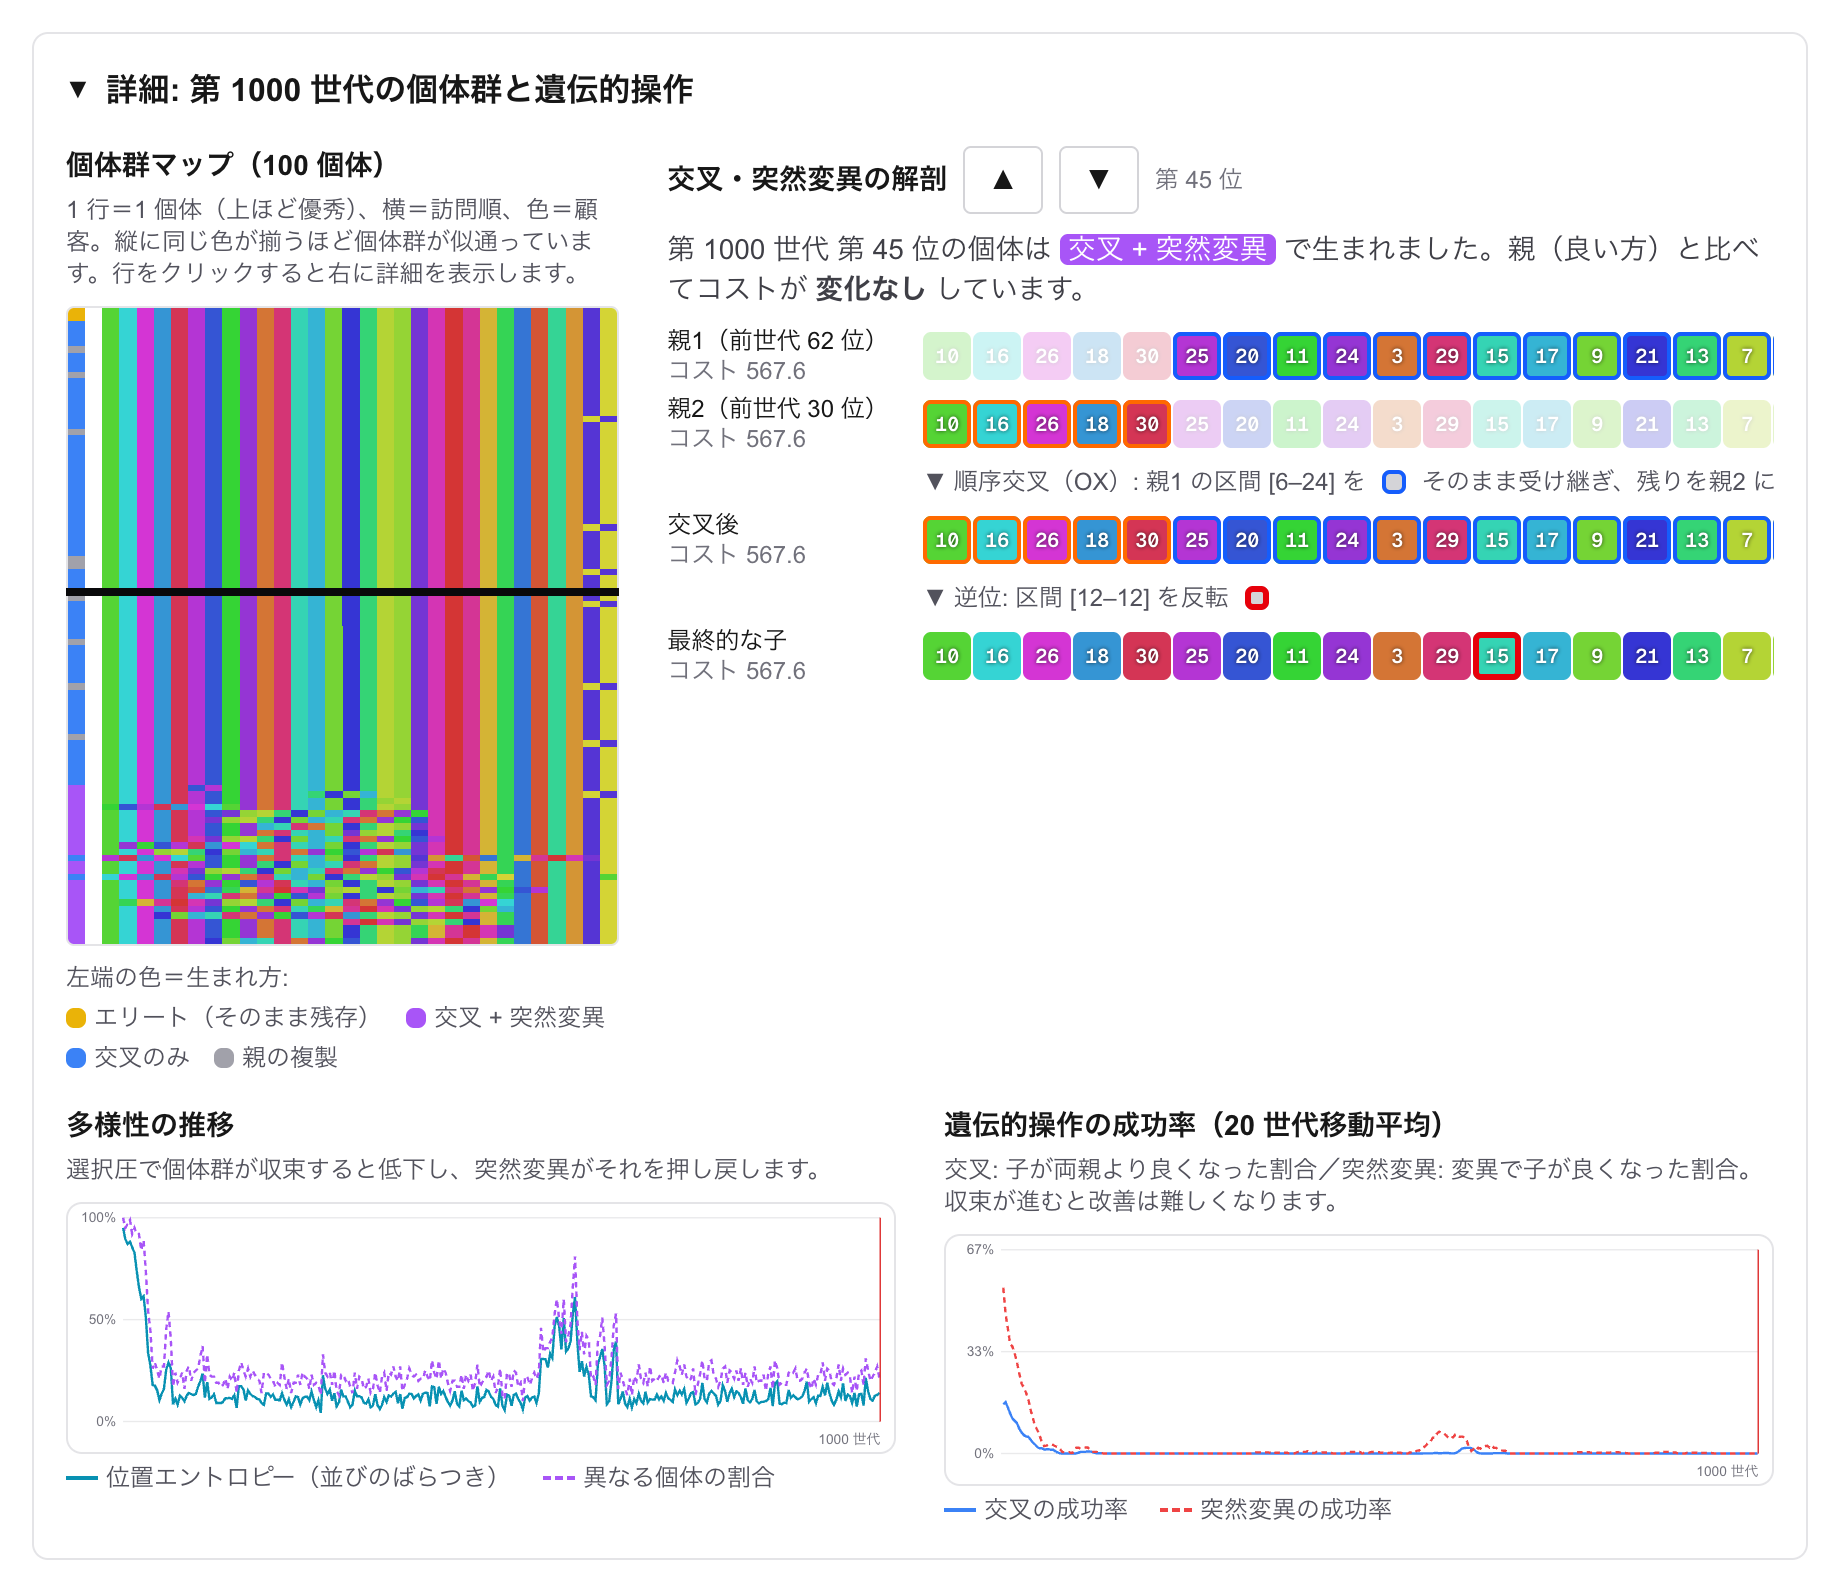 ▼ 詳細: 第 1000 世代の個体群と遺伝的操作
個体群マップ（100 個体）
1 行＝1 個体（上ほど優秀）、横＝訪問順、色＝顧
客。縦に同じ色が揃うほど個体群が似通っていま
す。行をクリックすると右に詳細を表示します。
左端の色＝生まれ方:
エリート（そのまま残存） 交叉 + 突然変異
交叉のみ 親の複製
交叉・突然変異の解剖 ▲ ▼ 第 45 位
第 1000 世代 第 45 位の個体は 交叉 + 突然変異 で生まれました。親（良い方）と比べ
てコストが 変化なし しています。
親1（前世代 62 位）
コスト 567.6
10 16 26 18 30 25 20 11 24 3 29 15 17 9 21 13 7
親2（前世代 30 位）
コスト 567.6
10 16 26 18 30 25 20 11 24 3 29 15 17 9 21 13 7
▼ 順序交叉（OX）: 親1 の区間 [6–24] を そのまま受け継ぎ、残りを親2 に
交叉後
コスト 567.6
10 16 26 18 30 25 20 11 24 3 29 15 17 9 21 13 7
▼ 逆位: 区間 [12–12] を反転
最終的な子
コスト 567.6
10 16 26 18 30 25 20 11 24 3 29 15 17 9 21 13 7
多様性の推移
選択圧で個体群が収束すると低下し、突然変異がそれを押し戻します。
100%
50%
0%
1000 世代
位置エントロピー（並びのばらつき） 異なる個体の割合
遺伝的操作の成功率（20 世代移動平均）
交叉: 子が両親より良くなった割合／突然変異: 変異で子が良くなった割合。
収束が進むと改善は難しくなります。
67%
33%
0%
1000 世代
交叉の成功率 突然変異の成功率